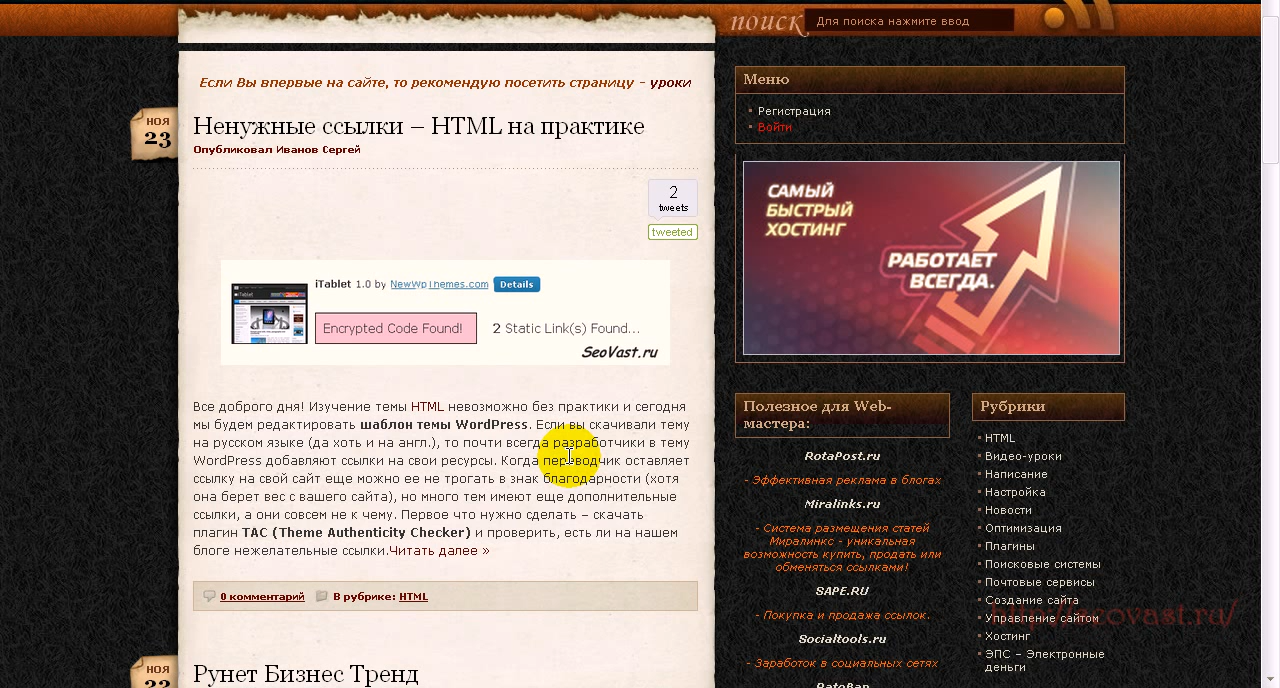 поиск
Для поиска нажмите ввод
Если Вы впервые на сайте, то рекомендую посетить страницу - уроки
НОЯ
23
Ненужные ссылки – HTML на практике
Опубликовал Иванов Сергей
2
tweets
tweeted
iTablet 1.0 by NewWpThemes.com Details
Encrypted Code Found!
2 Static Link(s) Found...
SeoVast.ru
Все доброго дня! Изучение темы HTML невозможно без практики и сегодня
мы будем редактировать шаблон темы WordPress. Если вы скачивали тему
на русском языке (да хоть и на англ.), то почти всегда разработчики в тему
WordPress добавляют ссылки на свои ресурсы. Когда переводчик оставляет
ссылку на свой сайт – ее можно ее не трогать в знак благодарности (хотя
она берет вес с вашего сайта), но много тем имеют еще дополнительные
ссылки, а они совсем не к чему. Первое что нужно сделать – скачать
плагин TAC (Theme Authenticity Checker) и проверить, есть ли на нашем
блоге нежелательные ссылки.Читать далее »
0 комментарий
В рубрике: HTML
НОЯ
Рунет Бизнес Тренд
Меню
Регистрация
Войти
САМЫЙ
БЫСТРЫЙ
ХОСТИНГ
РАБОТАЕТ
ВСЕГДА.
Полезное для Web-
мастера:
RotaPost.ru
- Эффективная реклама в блогах
Miralinks.ru
- Система размещения статей
Миралинкс - уникальная
возможность купить, продать или
обменяться ссылками!
SAPE.RU
- Покупка и продажа ссылок.
Socialtools.ru
- Заработок в социальных сетях
Рубрики
HTML
Видео-уроки
Написание
Настройка
Новости
Оптимизация
Плагины
Поисковые системы
Почтовые сервисы
Создание сайта
Управление сайтом
Хостинг
ЭПС – Электронные
деньги
http://seovast.ru/